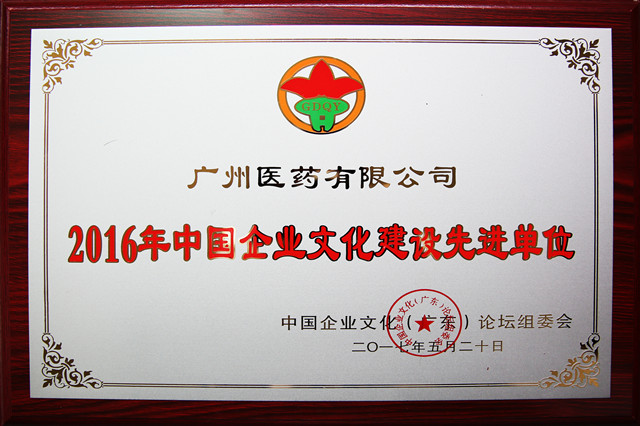 GDQY
广州医药有限公司
2016年中国企业文化建设先进单位
中国企业文化（广东）论坛组委会
二〇一七年五月二十日